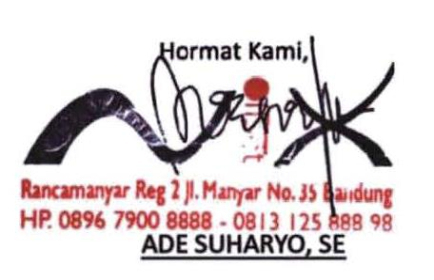 Hormat Kami,
Rancamanyar Reg 2 Jl. Manyar No. 35 Bandung
HP. 0896 7900 8888 - 0813 125 888 98
ADE SUHARYO, SE